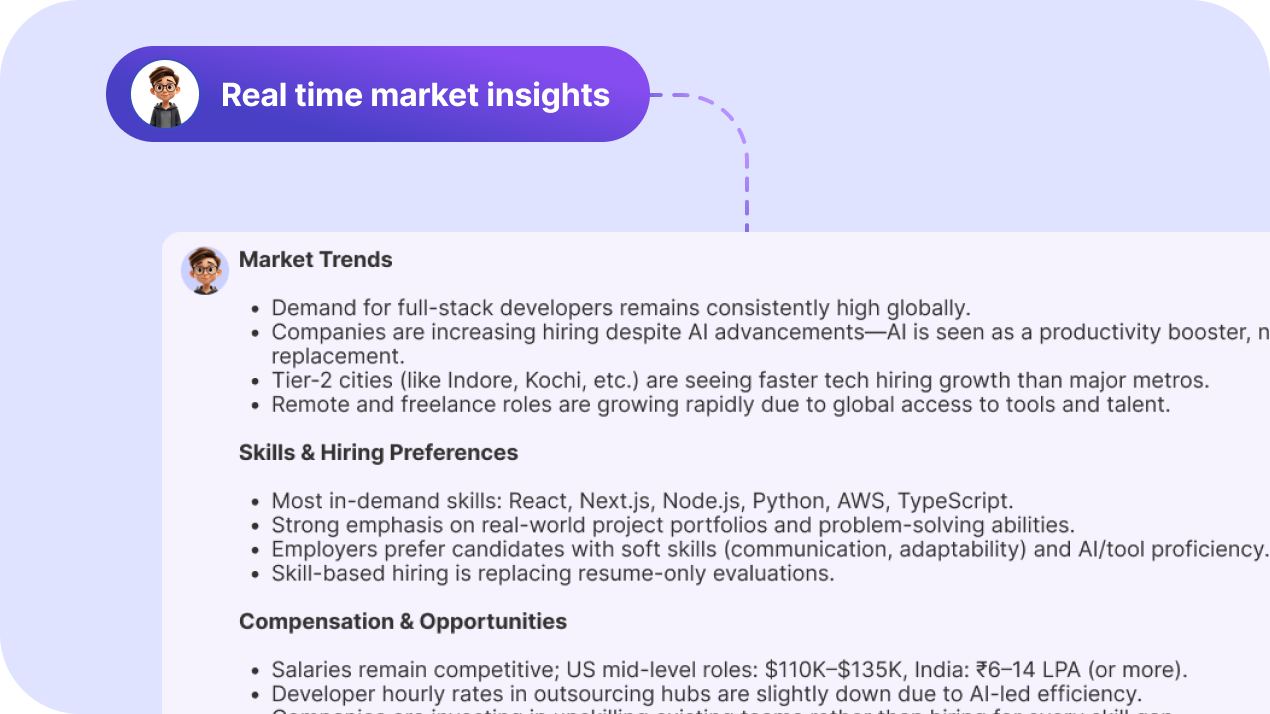 Real time market insights
Market Trends
• Demand for full-stack developers remains consistently high globally.
• Companies are increasing hiring despite AI advancements—AI is seen as a productivity booster,
replacement.
• Tier-2 cities (like Indore, Kochi, etc.) are seeing faster tech hiring growth than major metros.
• Remote and freelance roles are growing rapidly due to global access to tools and talent.
Skills & Hiring Preferences
• Most in-demand skills: React, Next.js, Node.js, Python, AWS, TypeScript.
• Strong emphasis on real-world project portfolios and problem-solving abilities.
• Employers prefer candidates with soft skills (communication, adaptability) and AI/tool proficiency.
• Skill-based hiring is replacing resume-only evaluations.
Compensation & Opportunities
• Salaries remain competitive; US mid-level roles: $110K–$135K, India: ₹6–14 LPA (or more).
• Developer hourly rates in outsourcing hubs are slightly down due to AI-led efficiency.